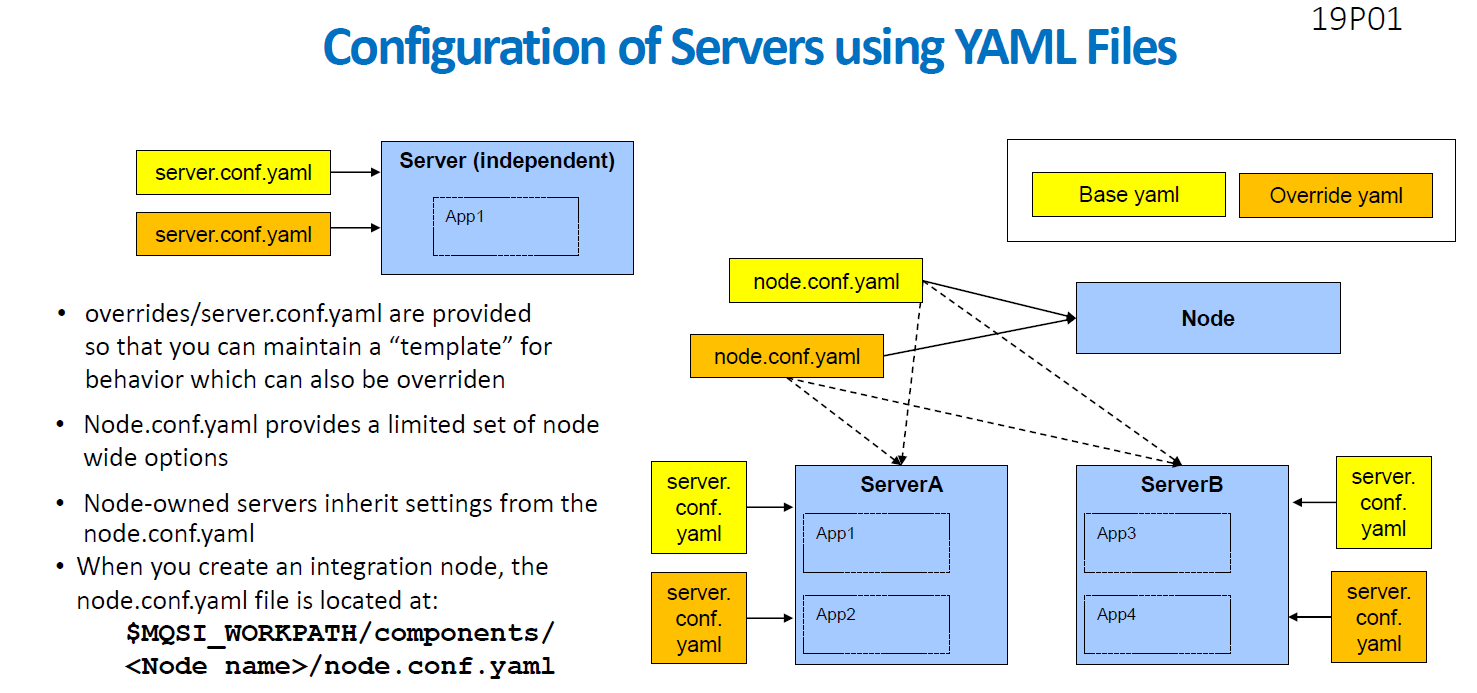 19P01
Configuration of Servers using YAML Files
server.conf.yaml
server.conf.yaml
Server (independent)
App1
Base yaml
Override yaml
• overrides/server.conf.yaml are provided
so that you can maintain a “template” for
behavior which can also be overriden
• Node.conf.yaml provides a limited set of node
wide options
• Node-owned servers inherit settings from the
node.conf.yaml
• When you create an integration node, the
node.conf.yaml file is located at:
$MQSI_WORKPATH/components/
<Node name>/node.conf.yaml
node.conf.yaml
node.conf.yaml
Node
server.
conf.
yaml
server.
conf.
yaml
ServerA
App1
App2
ServerB
App3
App4
server.
conf.
yaml
server.
conf.
yaml